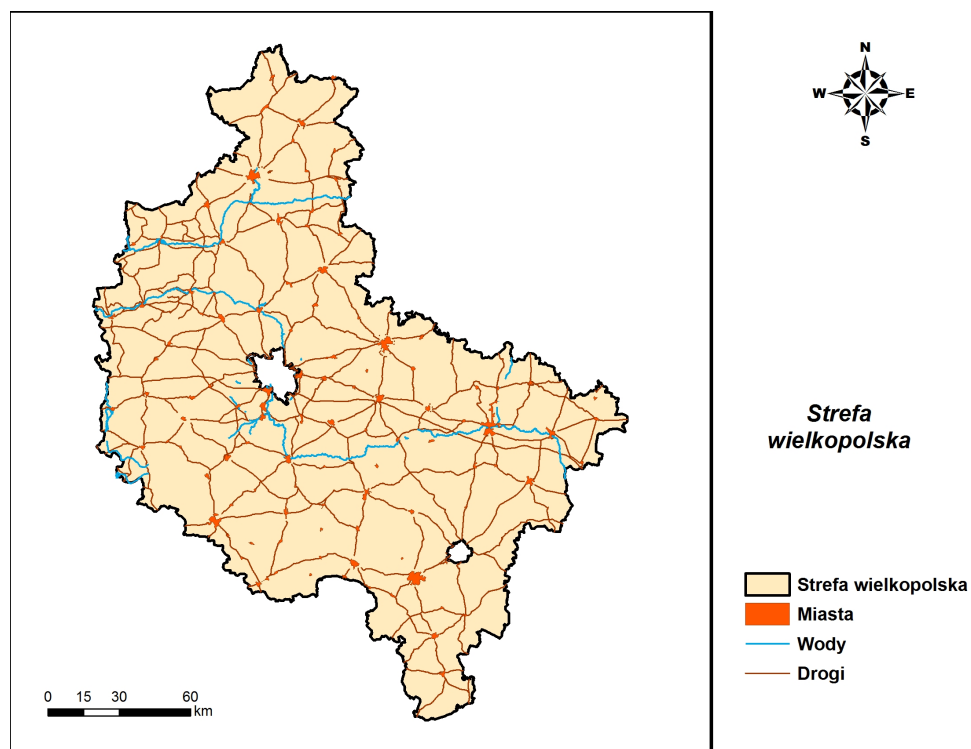 N
W E
S
Strefa
wielkopolska
Strefa wielkopolska
Miasta
Wody
Drogi
0 15 30 60
km